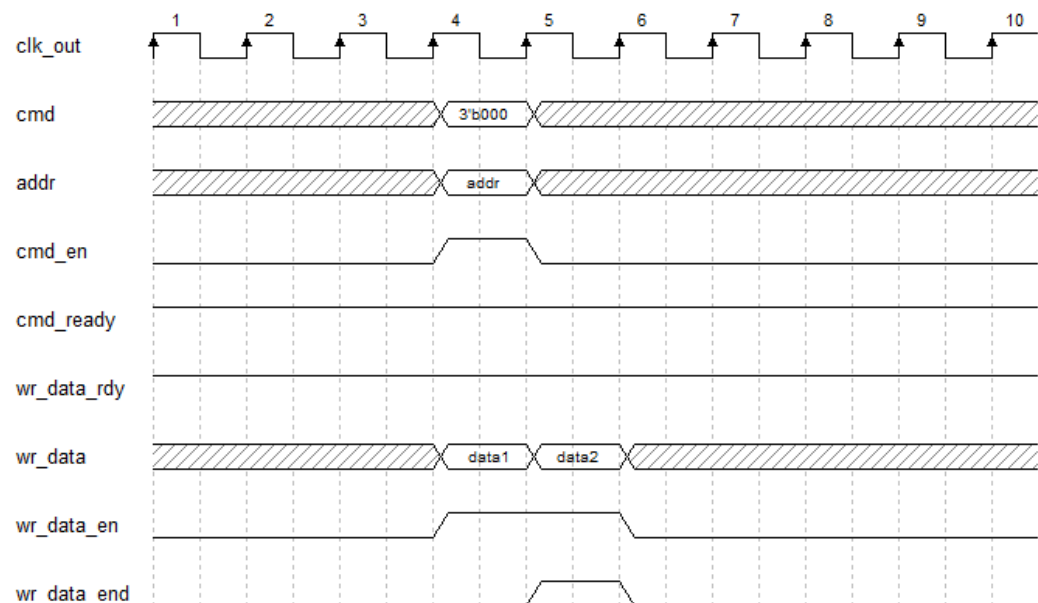 1 2 3 4 5 6 7 8 9 10
clk_out
cmd 3'b000
addr addr
cmd_en
cmd_ready
wr_data_rdy
wr_data data1 data2
wr_data_en
wr_data_end